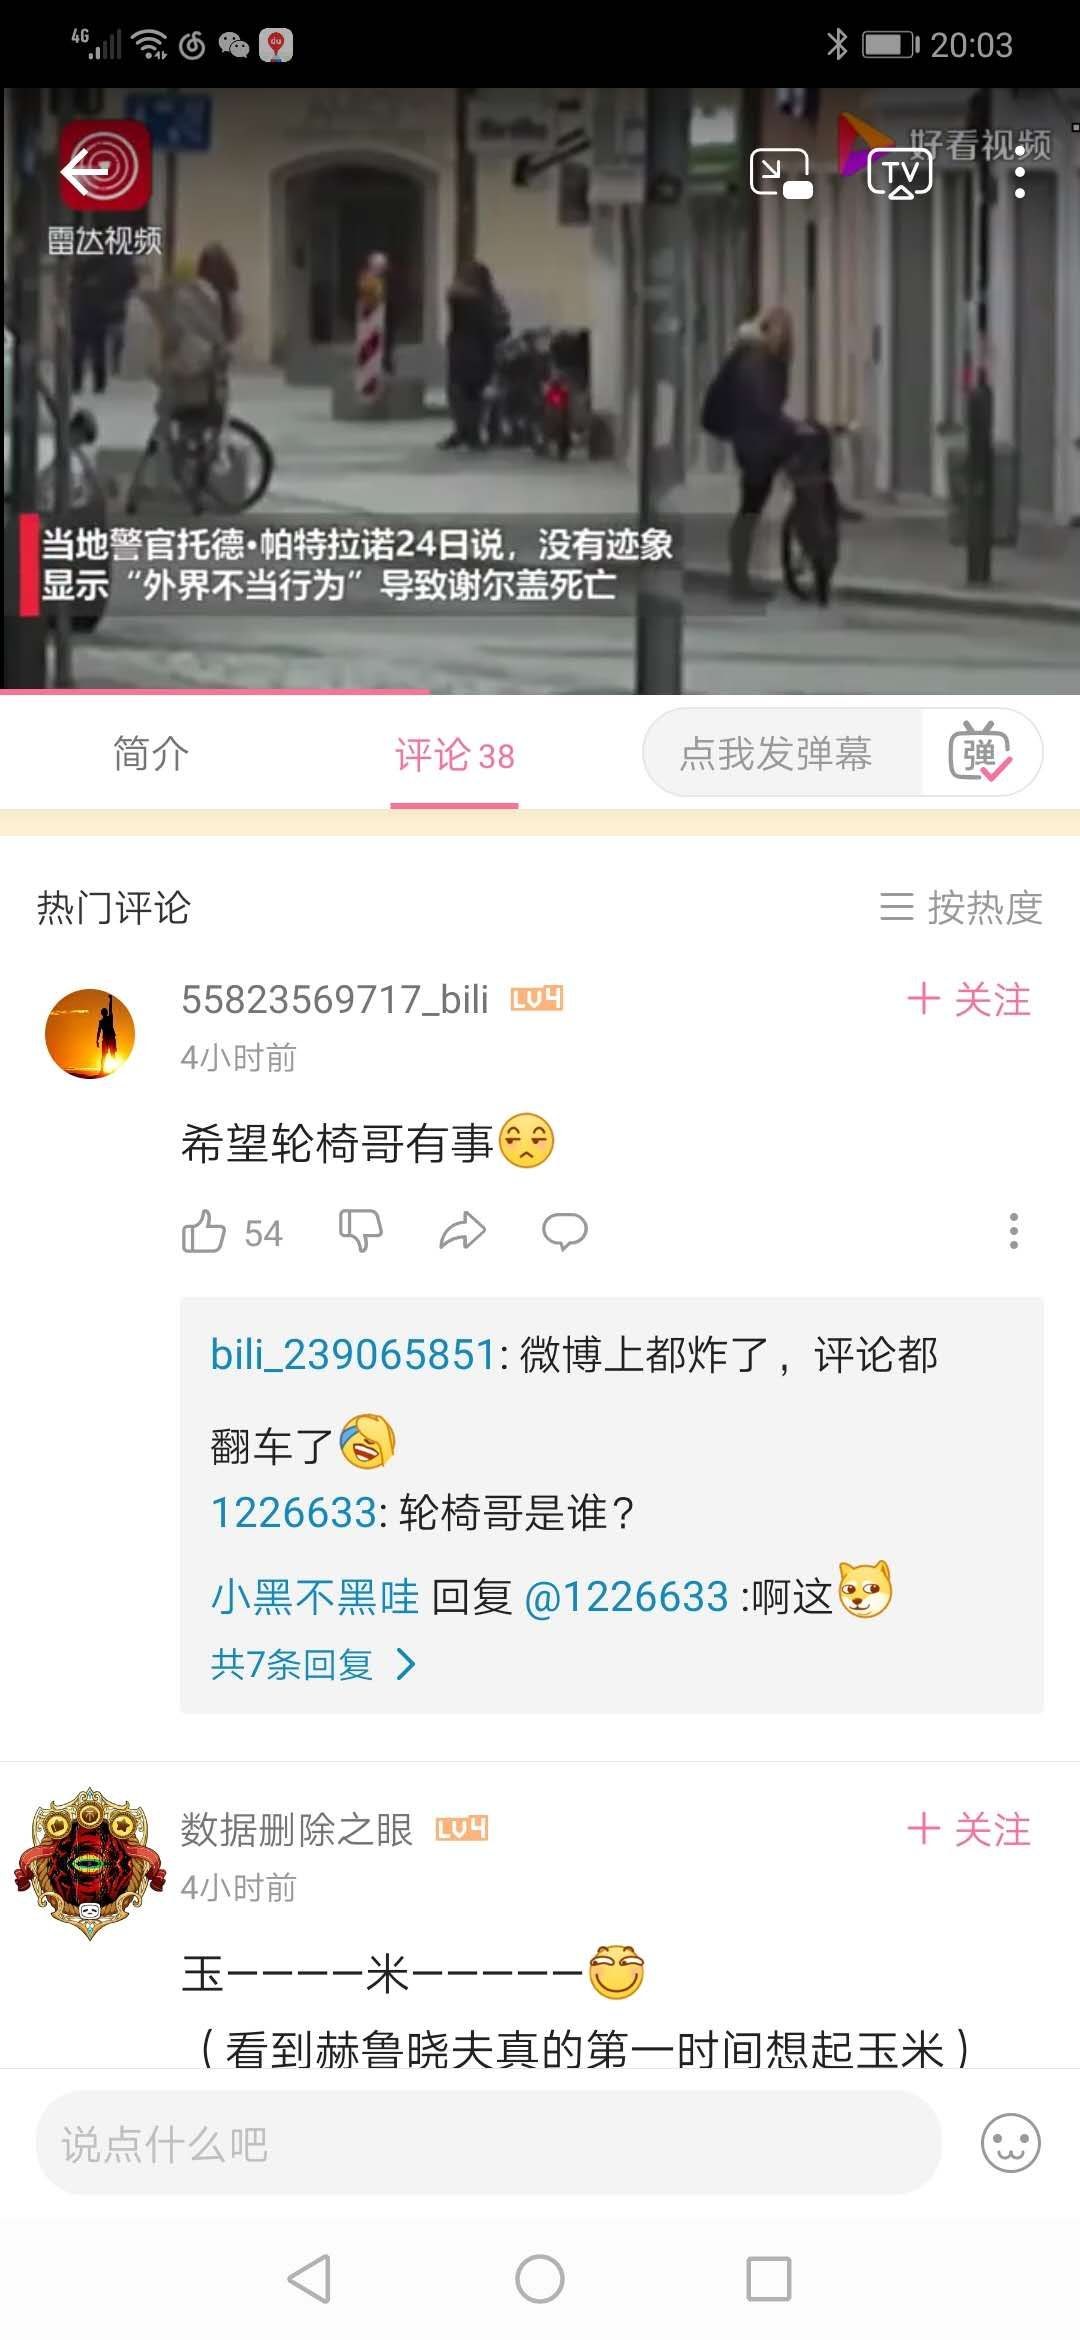 4G
du
20:03
雷达视频
TV
好看视频
当地警官托德·帕特拉诺24日说，没有迹象
显示“外界不当行为”导致谢尔盖死亡
简介
评论 38
点我发弹幕
弹
热门评论
按热度
55823569717_bili LV4
+ 关注
4小时前
希望轮椅哥有事
54
bili_239065851: 微博上都炸了，评论都
翻车了
1226633: 轮椅哥是谁?
小黑不黑哇 回复 @1226633 :啊这
共7条回复 >
数据删除之眼 LV4
+ 关注
4小时前
玉————米—————
（看到赫鲁晓夫真的第一时间想起玉米）
说点什么吧